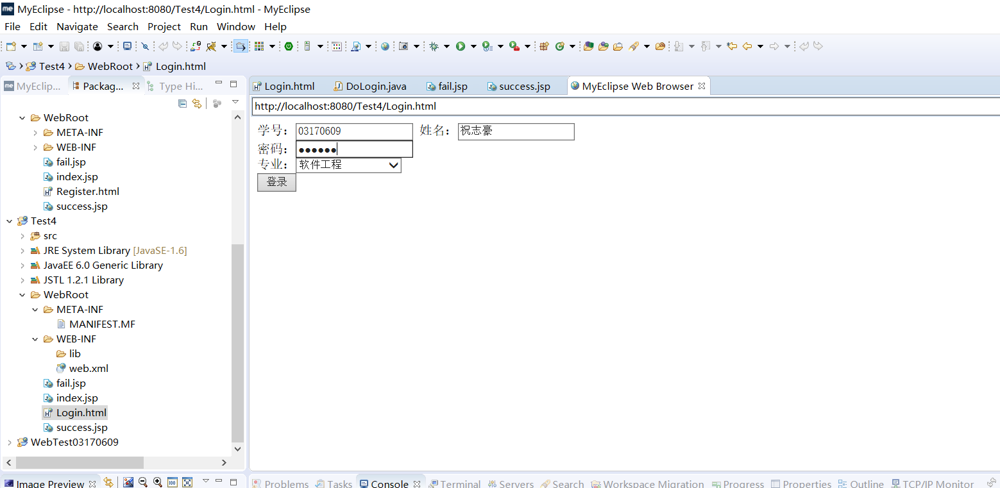 MyEclipse - http://localhost:8080/Test4/Login.html - MyEclipse
File Edit Navigate Search Project Run Window Help
Test4 WebRoot Login.html
MyEclip... Packag... Type Hi...
WebRoot
META-INF
WEB-INF
fail.jsp
index.jsp
Register.html
success.jsp
Test4
src
JRE System Library [JavaSE-1.6]
JavaEE 6.0 Generic Library
JSTL 1.2.1 Library
WebRoot
META-INF
MANIFEST.MF
WEB-INF
lib
web.xml
fail.jsp
index.jsp
Login.html
success.jsp
WebTest03170609
Image Preview
Login.html DoLogin.java fail.jsp success.jsp MyEclipse Web Browser
http://localhost:8080/Test4/Login.html
学号： 03170609 姓名： 祝志豪
密码： ●●●●●●
专业： 软件工程
登录
Problems Tasks Console Terminal Servers Search Workspace Migration Progress Properties Outline TCP/IP Monitor